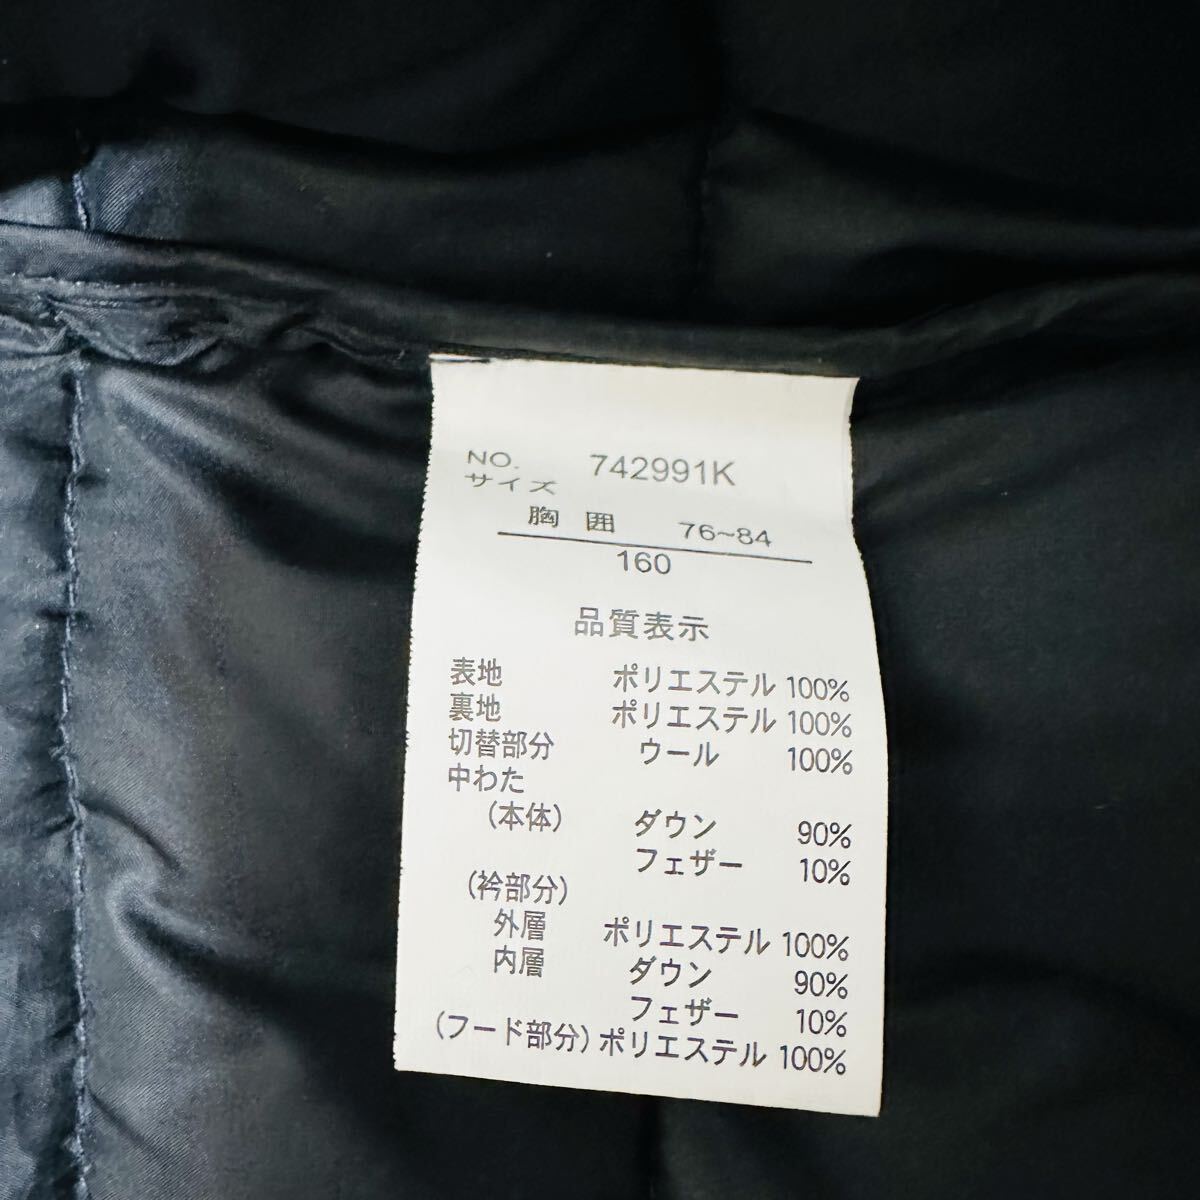 NO. 742991K
サイズ
胸 囲 76~84
160
品質表示
表地 ポリエステル 100%
裏地 ポリエステル 100%
切替部分 ウール 100%
中わた
(本体) ダウン 90%
フェザー 10%
(衿部分)
外層 ポリエステル 100%
内層 ダウン 90%
フェザー 10%
(フード部分) ポリエステル 100%